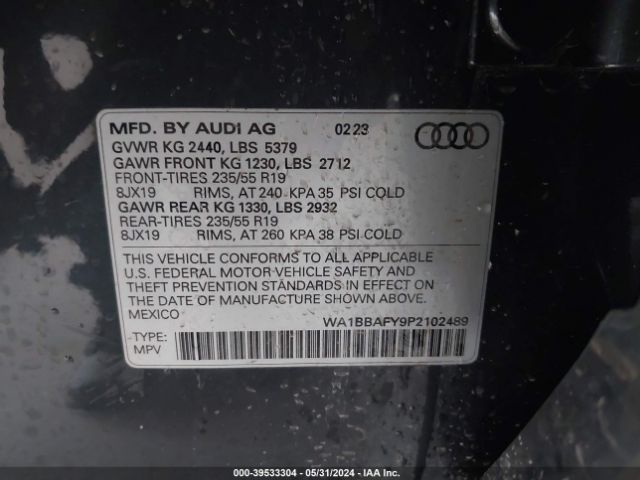 MFD. BY AUDI AG 02 23
GVWR KG 2440, LBS 5379
GAWR FRONT KG 1230, LBS 2712
FRONT-TIRES 235/55 R19
8JX19 RIMS, AT 240 KPA 35 PSI COLD
GAWR REAR KG 1330, LBS 2932
REAR-TIRES 235/55 R19
8JX19 RIMS, AT 260 KPA 38 PSI COLD
THIS VEHICLE CONFORMS TO ALL APPLICABLE
U.S. FEDERAL MOTOR-VEHICLE SAFETY AND
THEFT PREVENTION STANDARDS IN EFFECT ON
THE DATE OF MANUFACTURE SHOWN ABOVE.
MEXICO
WA1BBAFY9P2102489
TYPE:
MPV
000-39533304 - 05/31/2024 - IAA Inc.